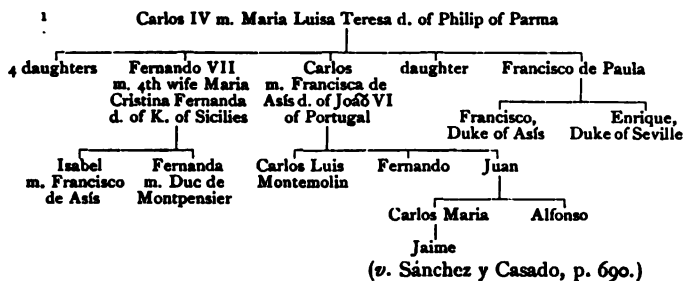 1
Carlos IV m. Maria Luisa Teresa d. of Philip of Parma
4 daughters
Fernando VII
m. 4th wife Maria
Cristina Fernanda
d. of K. of Sicilies
Carlos
m. Francisca de
Asís d. of João VI
of Portugal
daughter
Francisco de Paula
Francisco,
Duke of Asís
Enrique,
Duke of Seville
Isabel
m. Francisco
de Asís
Fernanda
m. Duc de
Montpensier
Carlos Luis
Montemolin
Fernando
Juan
Carlos Maria
Alfonso
Jaime
(v. Sánchez y Casado, p. 690.)